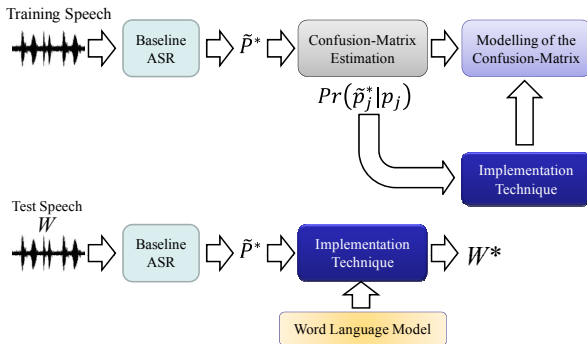 Training Speech
Baseline
ASR
P̃*
Confusion-Matrix
Estimation
Modelling of the
Confusion-Matrix
Pr(p̃*ⱼ|pⱼ)
Implementation
Technique
Test Speech
W
Baseline
ASR
P̃*
Implementation
Technique
W*
Word Language Model